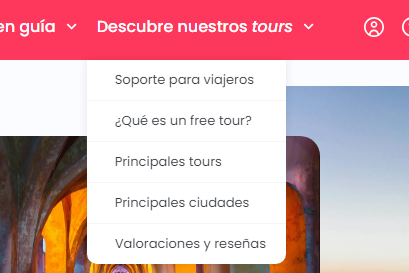 en guía
Descubre nuestros tours
Soporte para viajeros
¿Qué es un free tour?
Principales tours
Principales ciudades
Valoraciones y reseñas